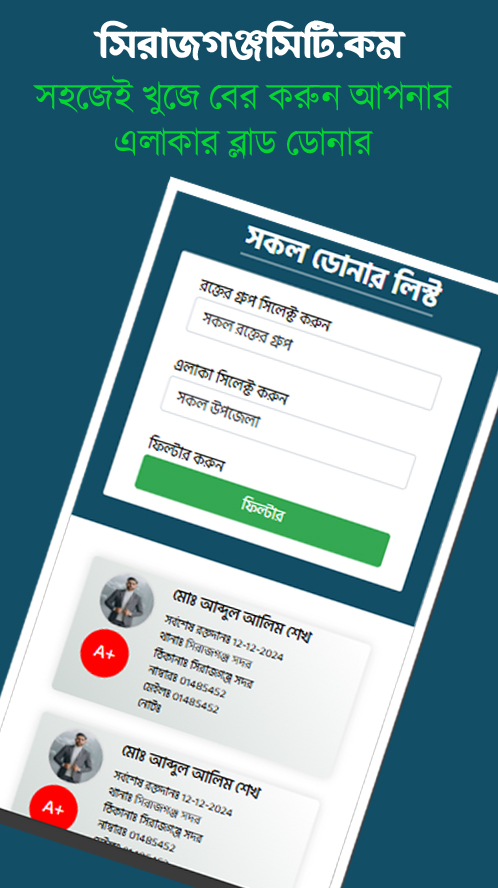 সিরাজগঞ্জসিটি.কম
সহজেই খুজে বের করুন আপনার
এলাকার ব্লাড ডোনার
সকল ডোনার লিস্ট
রক্তের গ্রুপ সিলেক্ট করুন
সকল রক্তের গ্রুপ
এলাকা সিলেক্ট করুন
সকল উপজেলা
ফিল্টার করুন
ফিল্টার
মোঃ আব্দুল আলিম শেখ
সর্বশেষ রক্তদানঃ 12-12-2024
থানাঃ সিরাজগঞ্জ সদর
ঠিকানাঃ সিরাজগঞ্জ সদর
নাম্বারঃ 01485452
মেইলঃ 01485452
নোটঃ
A+
মোঃ আব্দুল আলিম শেখ
সর্বশেষ রক্তদানঃ 12-12-2024
থানাঃ সিরাজগঞ্জ সদর
ঠিকানাঃ সিরাজগঞ্জ সদর
নাম্বারঃ 01485452
A+